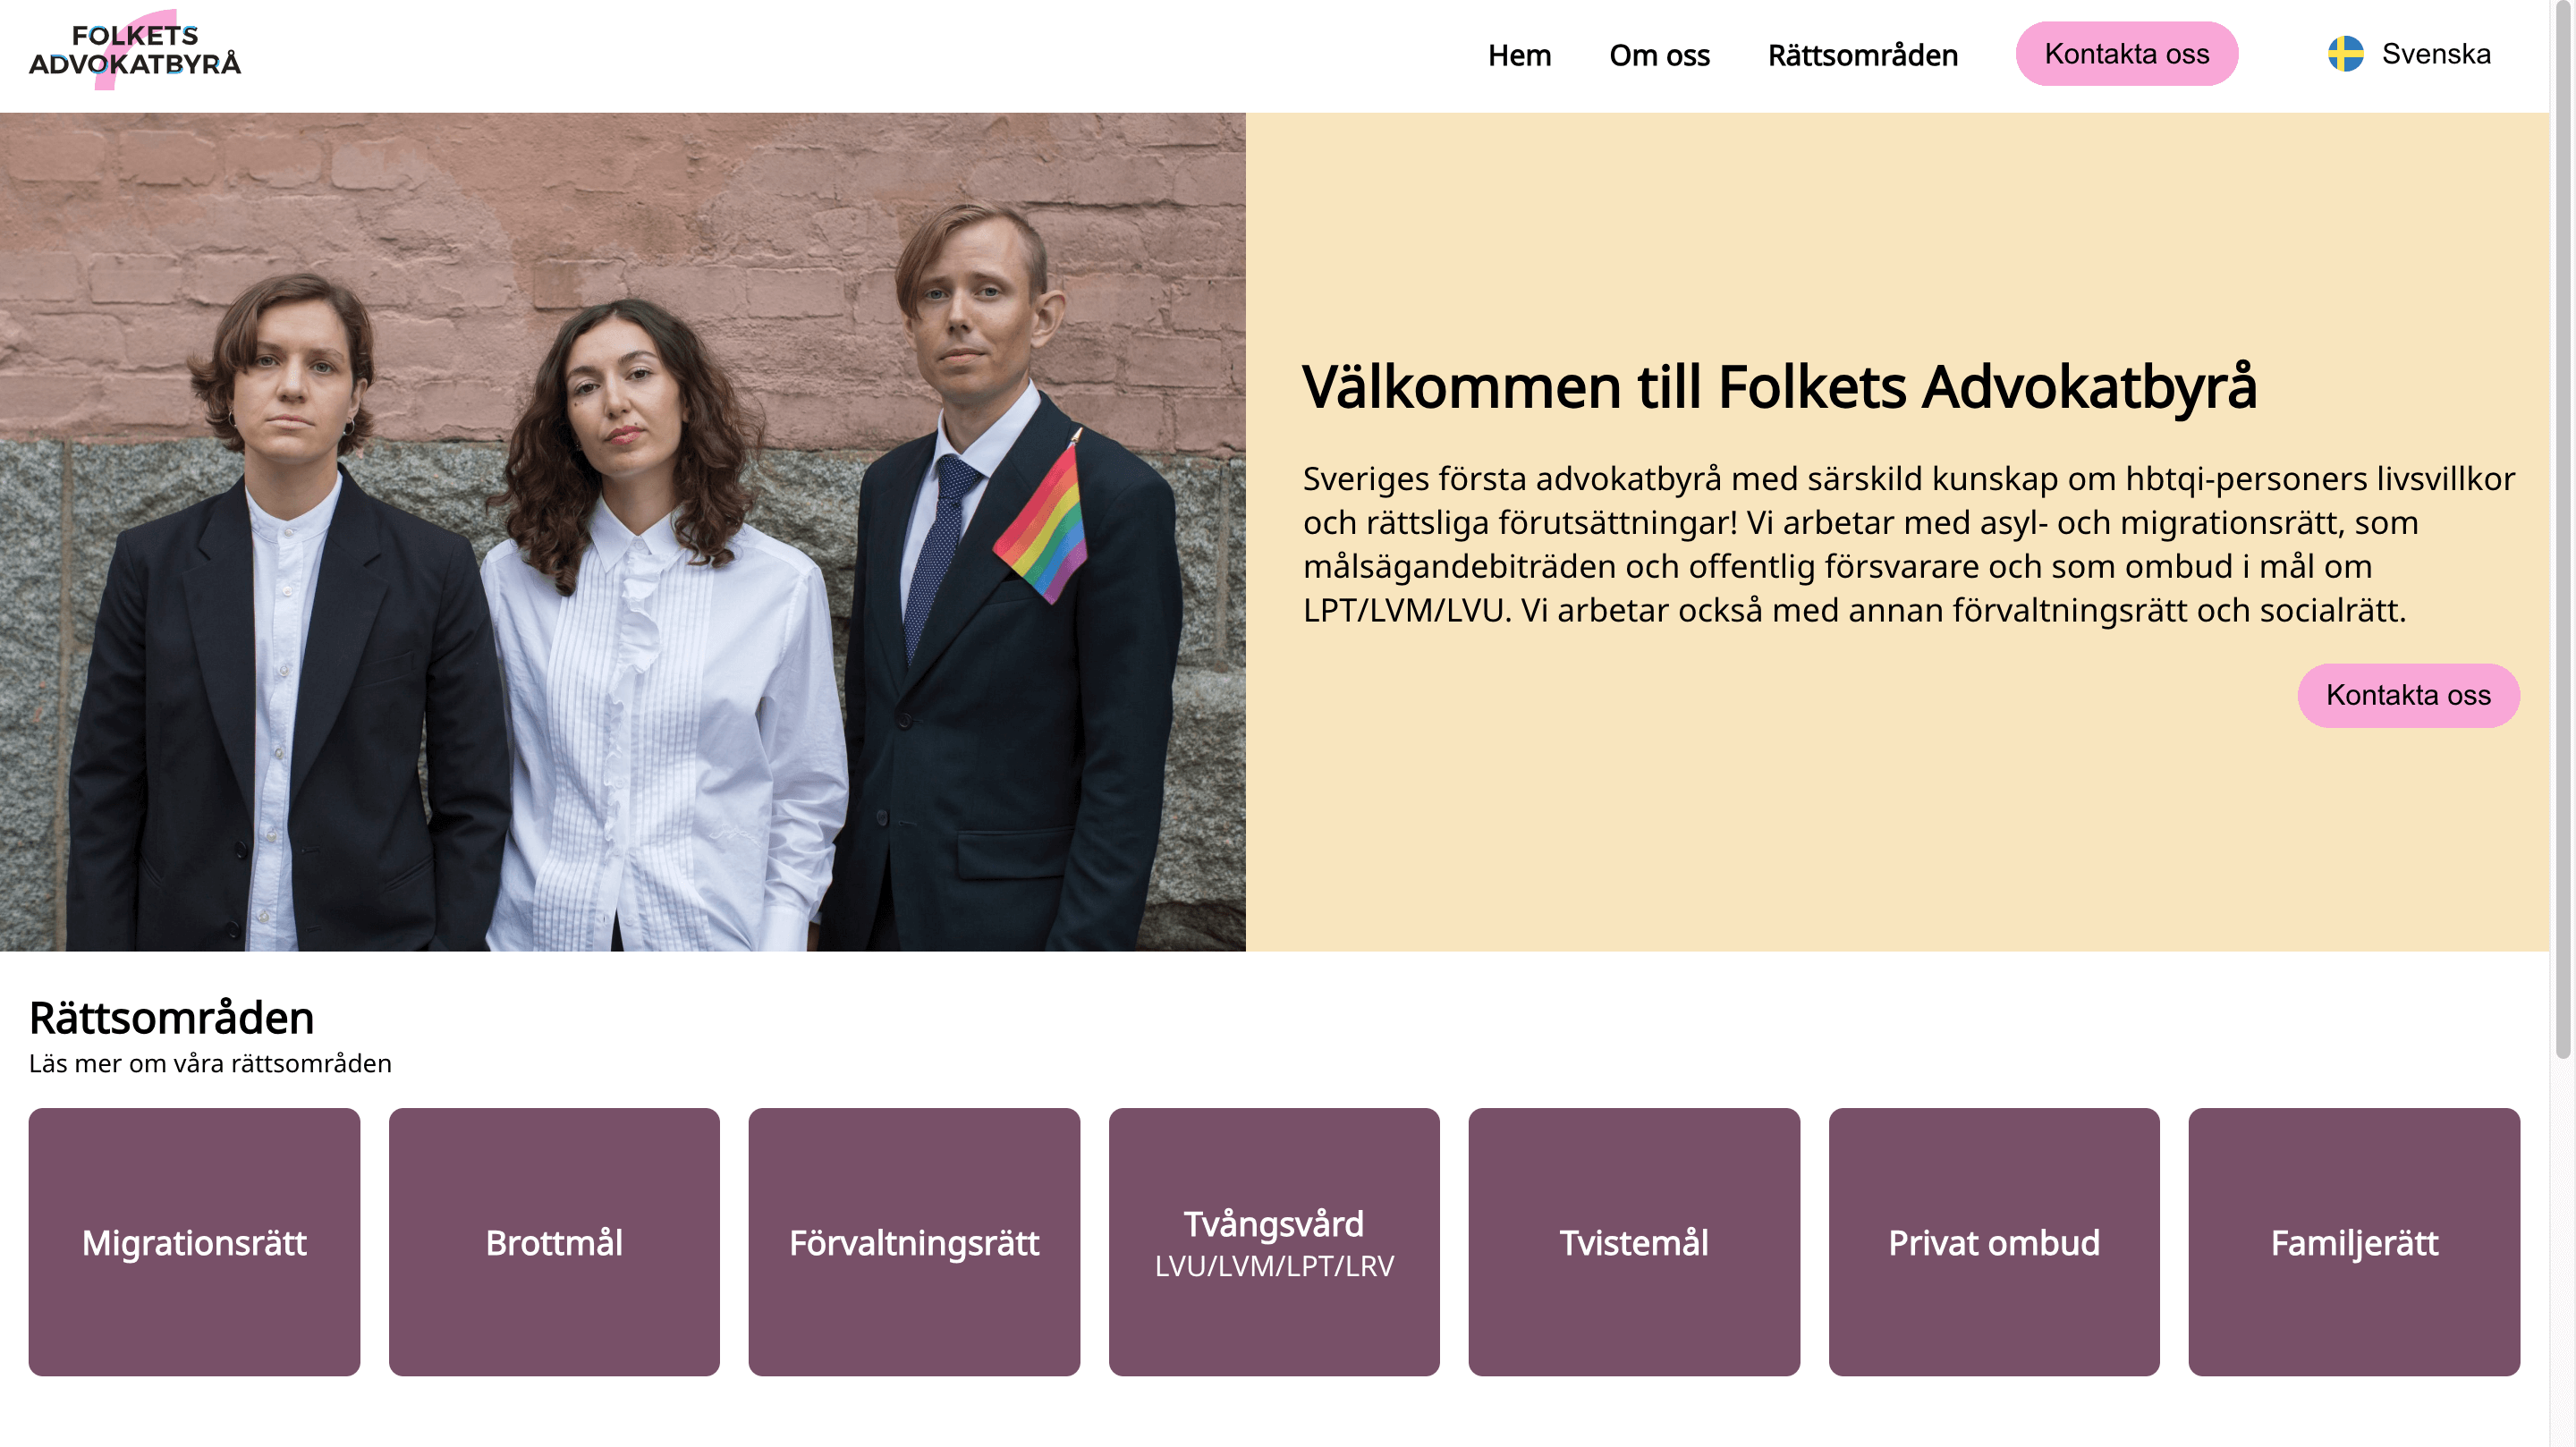 FOLKETS
ADVOKATBYRÅ
Hem
Om oss
Rättsområden
Kontakta oss
Svenska
Välkommen till Folkets Advokatbyrå
Sveriges första advokatbyrå med särskild kunskap om hbtqi-personers livsvillkor
och rättsliga förutsättningar! Vi arbetar med asyl- och migrationsrätt, som
målsägandebiträden och offentlig försvarare och som ombud i mål om
LPT/LVM/LVU. Vi arbetar också med annan förvaltningsrätt och socialrätt.
Kontakta oss
Rättsområden
Läs mer om våra rättsområden
Migrationsrätt
Brottmål
Förvaltningsrätt
Tvångsvård
LVU/LVM/LPT/LRV
Tvistemål
Privat ombud
Familjerätt